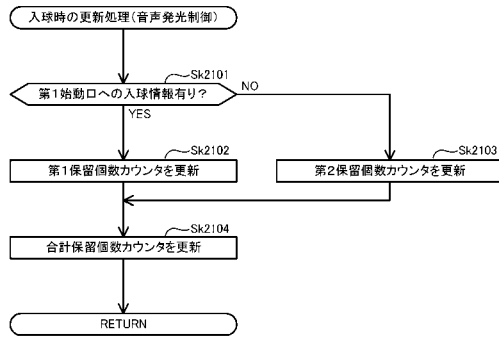 入球時の更新処理(音声発光制御)
Sk2101
第1始動口への入球情報有り?
NO
YES
Sk2102
第1保留個数カウンタを更新
Sk2103
第2保留個数カウンタを更新
Sk2104
合計保留個数カウンタを更新
RETURN